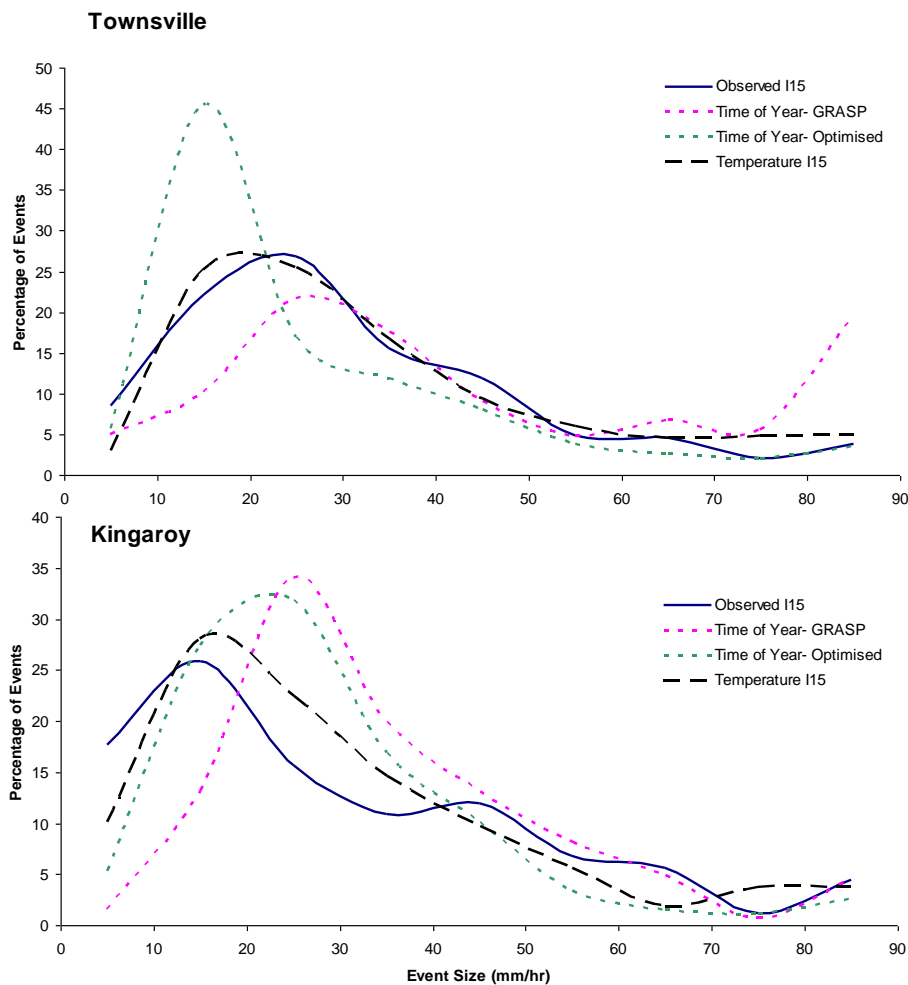 Townsville
50
45
40
35
30
25
20
15
10
5
0
Percentage of Events
Observed I15
Time of Year- GRASP
Time of Year- Optimised
Temperature I15
0 10 20 30 40 50 60 70 80 90
Kingaroy
40
35
30
25
20
15
10
5
0
Percentage of Events
Observed I15
Time of Year- GRASP
Time of Year- Optimised
Temperature I15
0 10 20 30 40 50 60 70 80 90
Event Size (mm/hr)